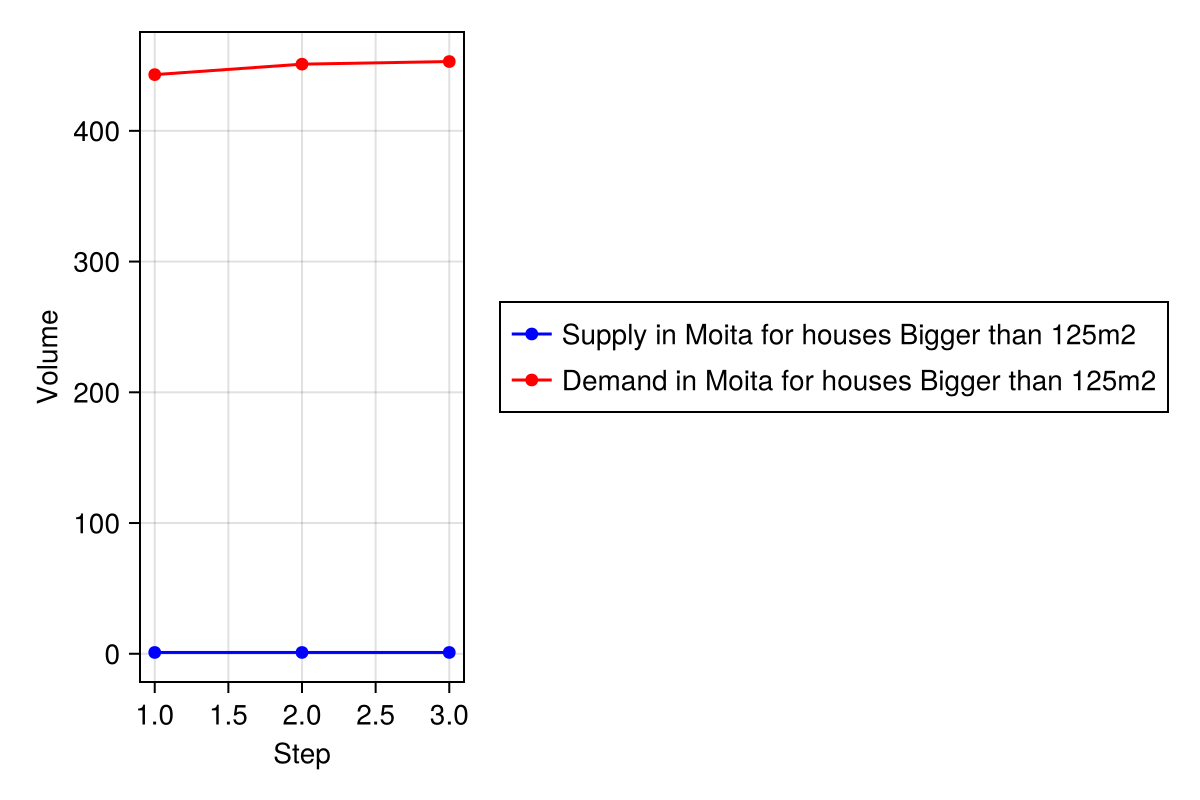 400
300
200
100
0
Volume
1.0 1.5 2.0 2.5 3.0
Step
Supply in Moita for houses Bigger than 125m2
Demand in Moita for houses Bigger than 125m2